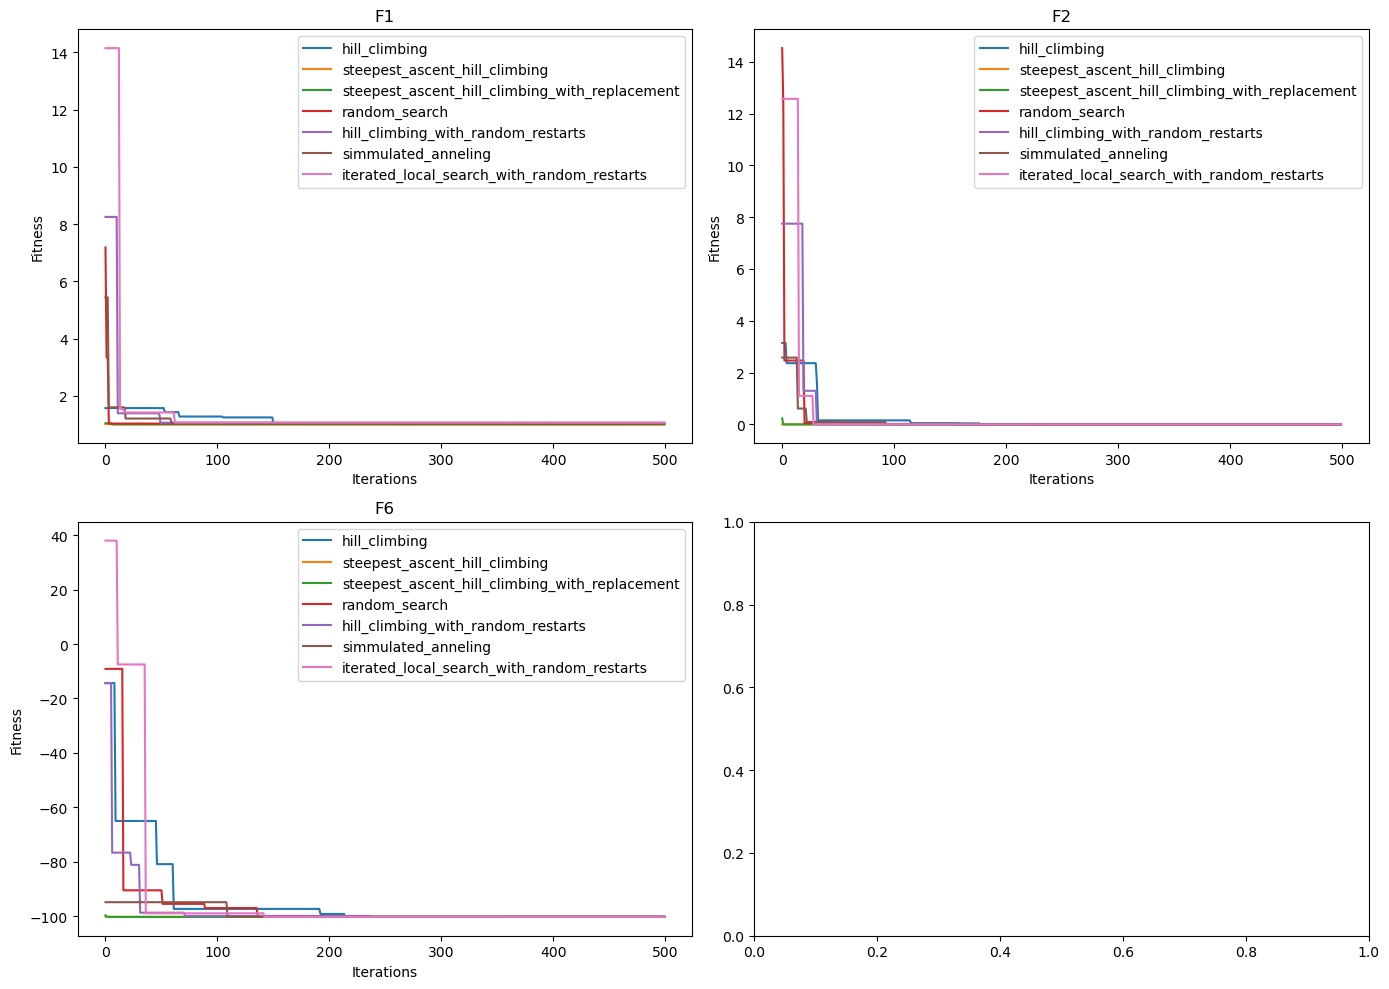 F1
14
12
10
8
6
4
2
Fitness
0
100
200
300
400
500
Iterations
hill_climbing
steepest_ascent_hill_climbing
steepest_ascent_hill_climbing_with_replacement
random_search
hill_climbing_with_random_restarts
simmulated_anneling
iterated_local_search_with_random_restarts
F2
14
12
10
8
6
4
2
0
Fitness
0
100
200
300
400
500
Iterations
hill_climbing
steepest_ascent_hill_climbing
steepest_ascent_hill_climbing_with_replacement
random_search
hill_climbing_with_random_restarts
simmulated_anneling
iterated_local_search_with_random_restarts
F6
40
20
0
−20
−40
−60
−80
−100
Fitness
0
100
200
300
400
500
Iterations
hill_climbing
steepest_ascent_hill_climbing
steepest_ascent_hill_climbing_with_replacement
random_search
hill_climbing_with_random_restarts
simmulated_anneling
iterated_local_search_with_random_restarts
1.0
0.8
0.6
0.4
0.2
0.0
0.0
0.2
0.4
0.6
0.8
1.0